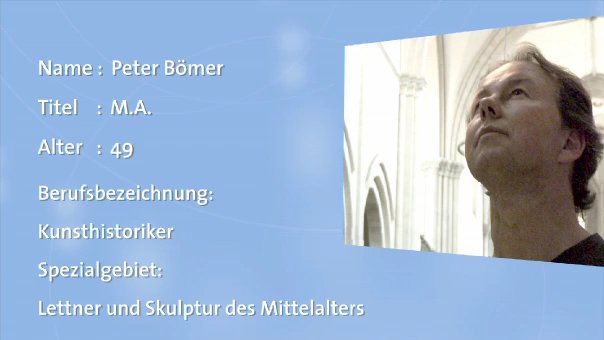 Name : Peter Bömer
Titel : M.A.
Alter : 49
Berufsbezeichnung:
Kunsthistoriker
Spezialgebiet:
Lettner und Skulptur des Mittelalters